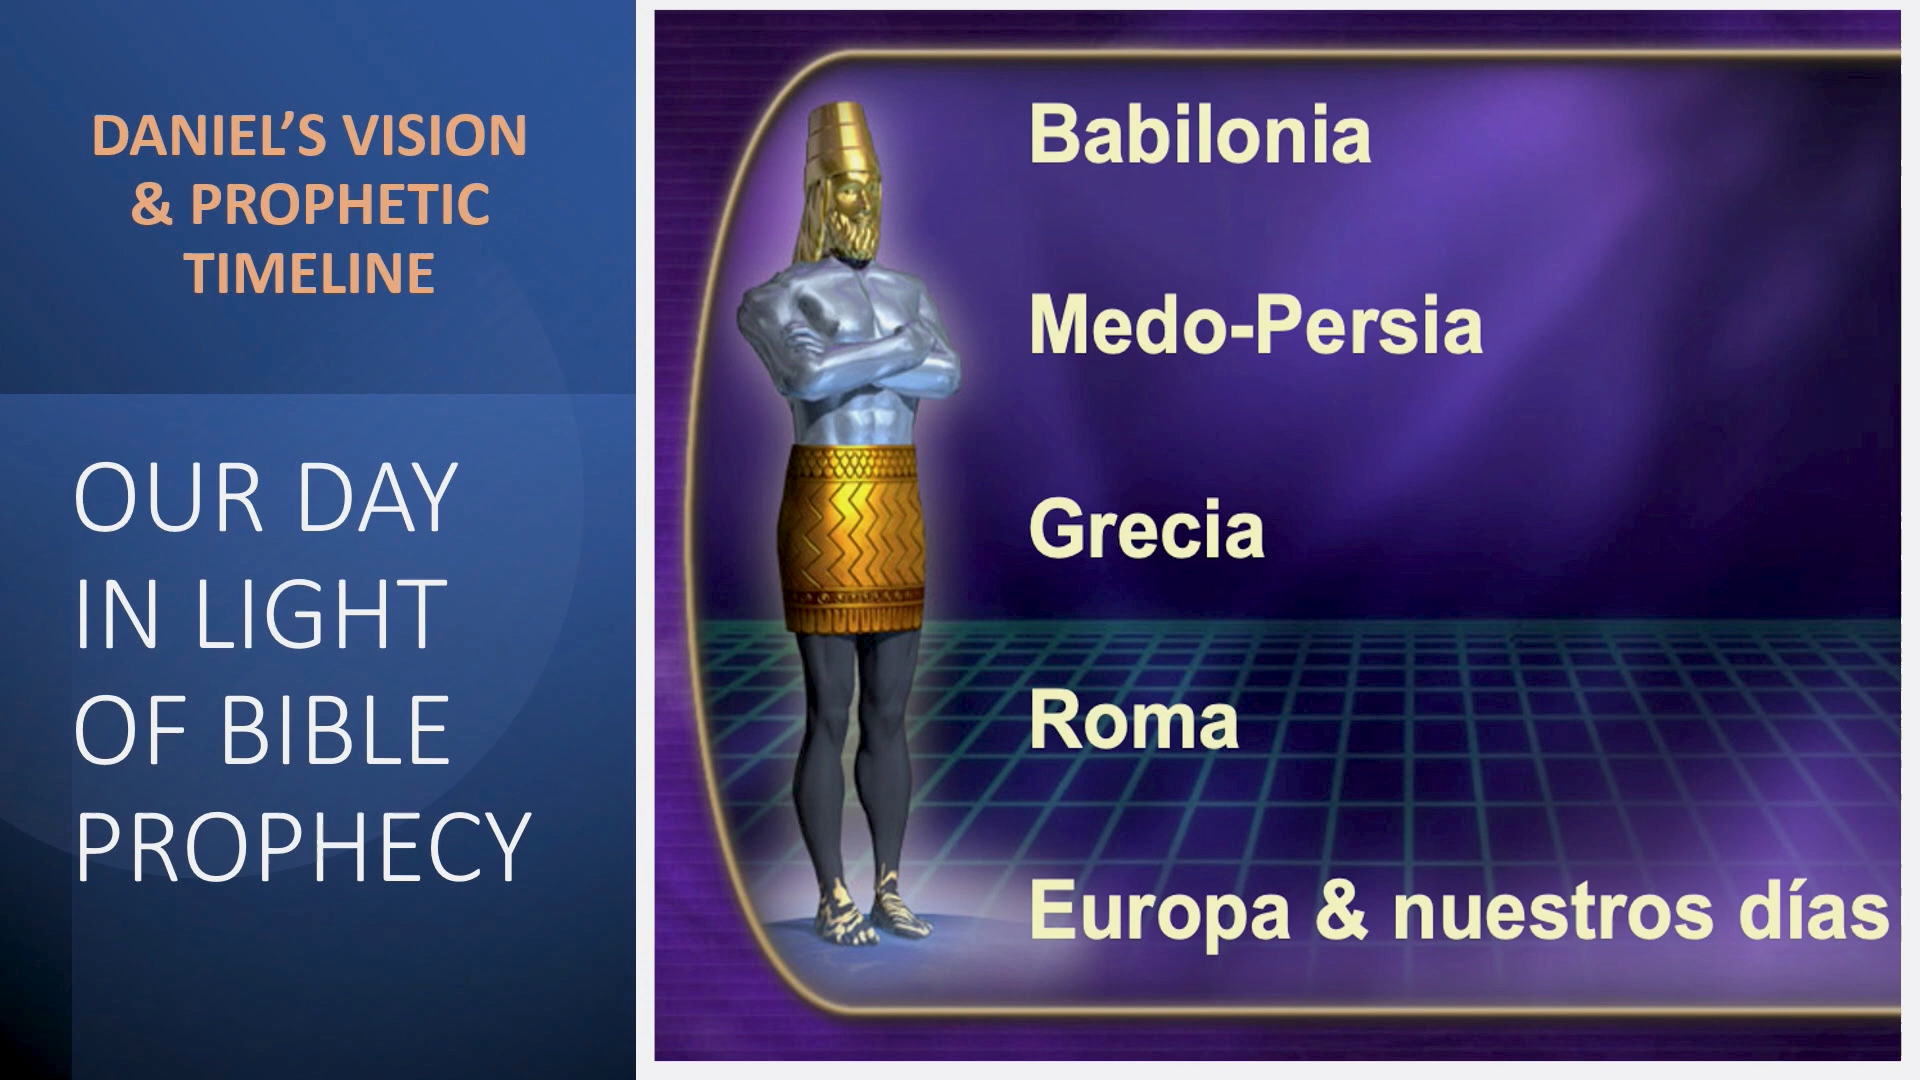 DANIEL’S VISION
& PROPHETIC
TIMELINE
OUR DAY
IN LIGHT
OF BIBLE
PROPHECY
Babilonia
Medo-Persia
Grecia
Roma
Europa & nuestros días